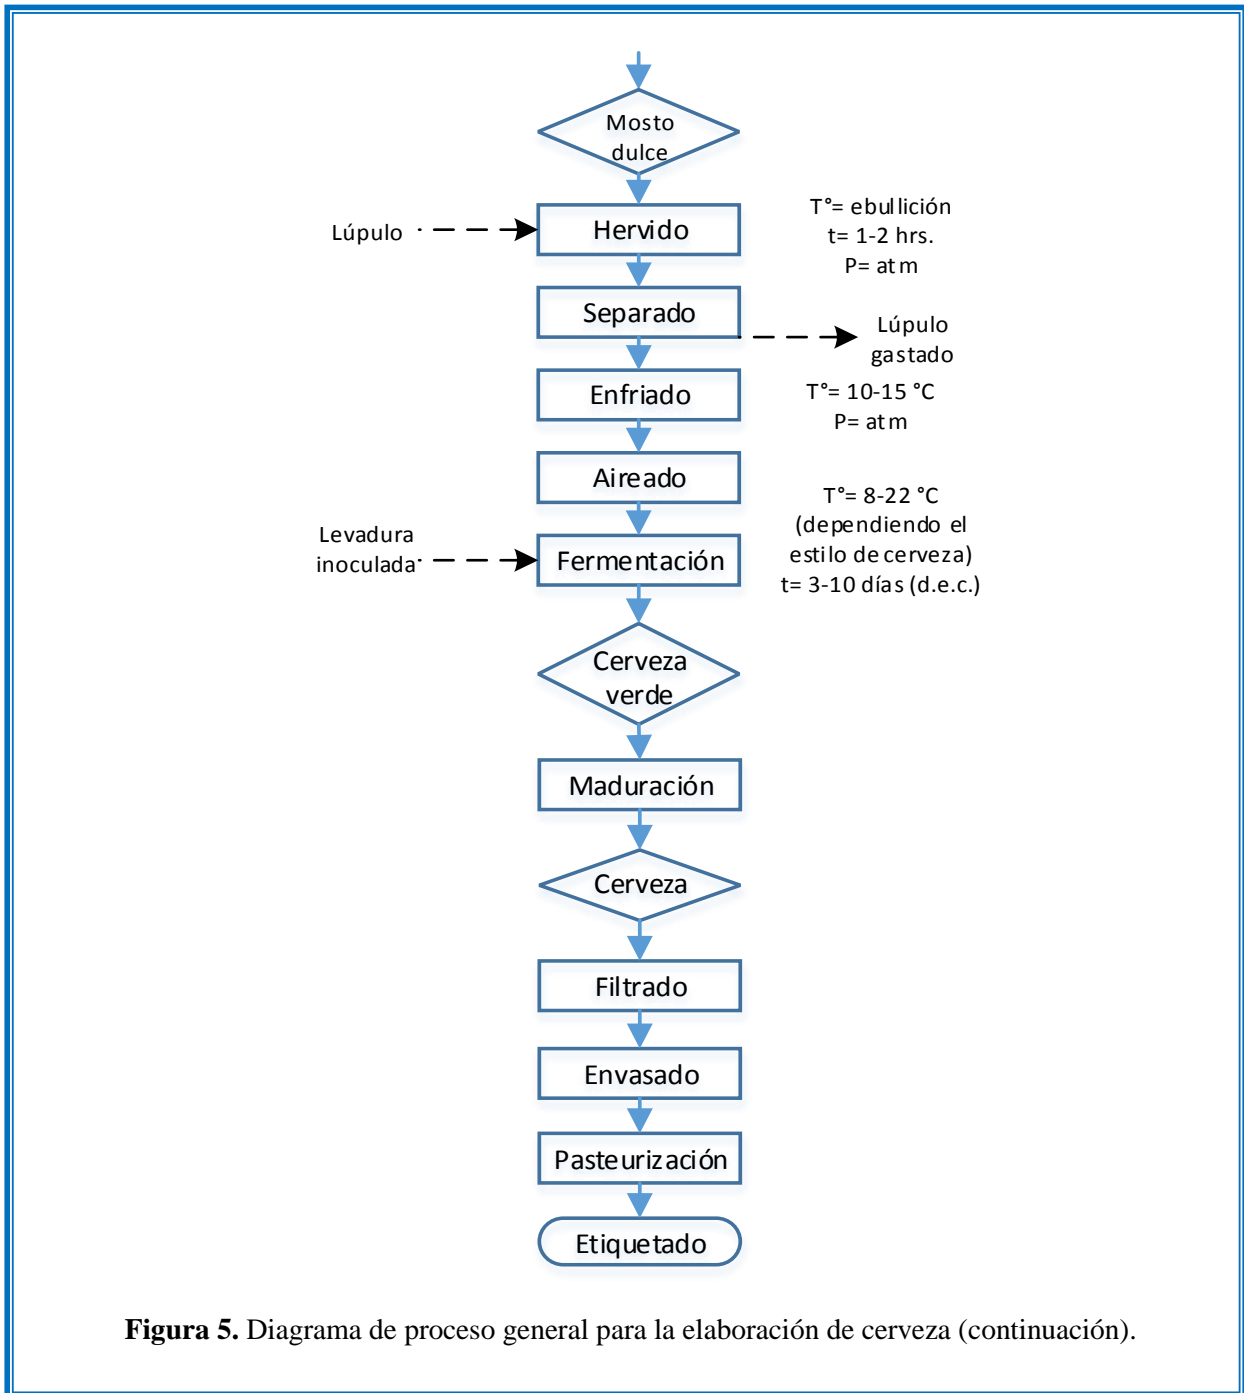 Mosto
dulce
Lúpulo
Hervido
T°= ebullición
t= 1-2 hrs.
P= atm
Separado
Lúpulo
gastado
Enfriado
T°= 10-15 °C
P= atm
Aireado
Levadura
inoculada
Fermentación
T°= 8-22 °C
(dependiendo el
estilo de cerveza)
t= 3-10 días (d.e.c.)
Cerveza
verde
Maduración
Cerveza
Filtrado
Envasado
Pasteurización
Etiquetado
Figura 5. Diagrama de proceso general para la elaboración de cerveza (continuación).